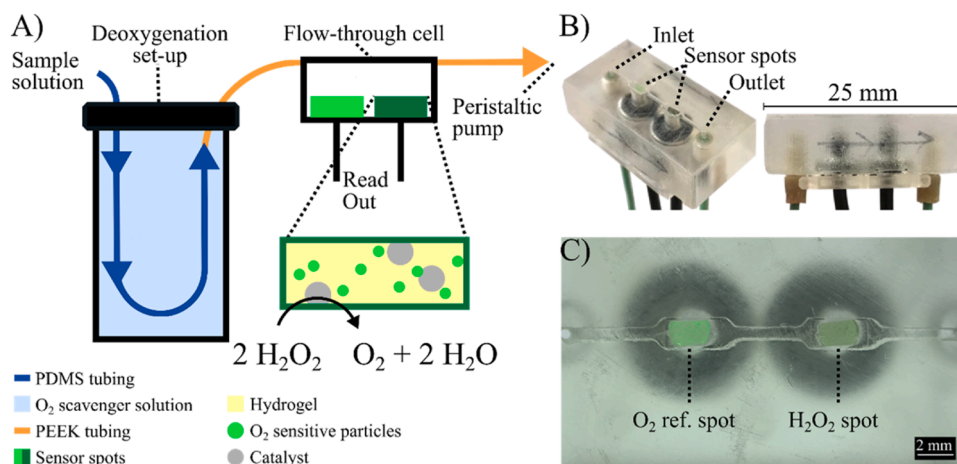 A)
Deoxygenation
set-up
Sample
solution
Flow-through cell
Peristaltic
pump
Read
Out
2 H₂O₂ O₂ + 2 H₂O
PDMS tubing
O₂ scavenger solution
PEEK tubing
Sensor spots
Hydrogel
O₂ sensitive particles
Catalyst
B)
Inlet
Sensor spots
Outlet
25 mm
C)
O₂ ref. spot
H₂O₂ spot
2 mm